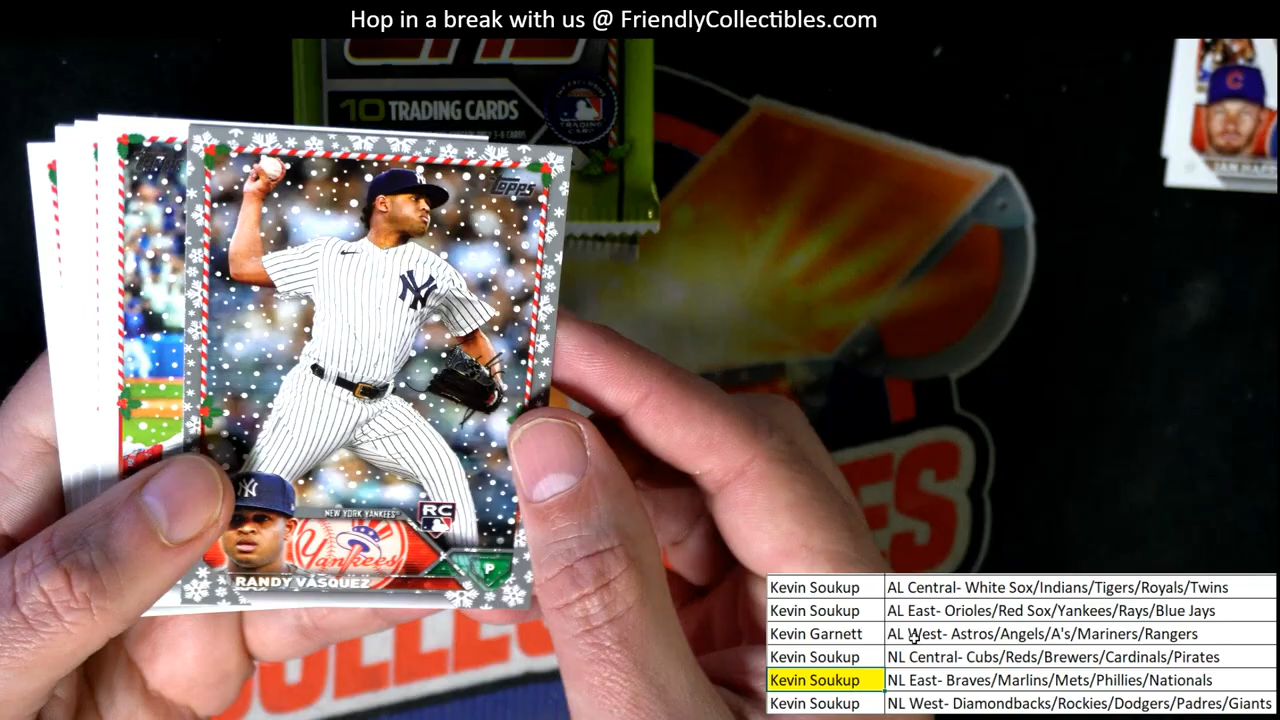 Hop in a break with us @ FriendlyCollectibles.com
10 TRADING CARDS
C
Topps
NY
NY
NEW YORK YANKEES
RC
Yankees
P
RANDY VÁSQUEZ
Kevin Soukup AL Central- White Sox/Indians/Tigers/Royals/Twins
Kevin Soukup AL East- Orioles/Red Sox/Yankees/Rays/Blue Jays
Kevin Garnett AL West- Astros/Angels/A's/Mariners/Rangers
Kevin Soukup NL Central- Cubs/Reds/Brewers/Cardinals/Pirates
Kevin Soukup NL East- Braves/Marlins/Mets/Phillies/Nationals
Kevin Soukup NL West- Diamondbacks/Rockies/Dodgers/Padres/Giants